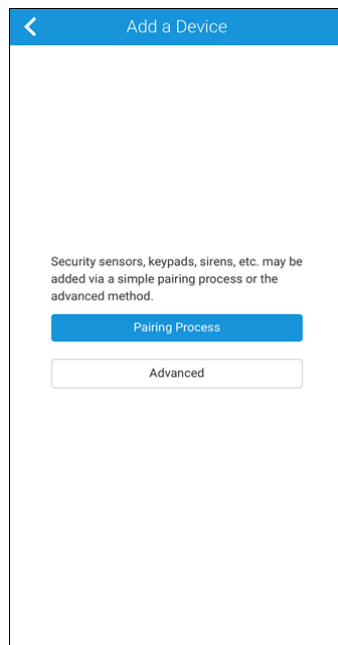 Add a Device
Security sensors, keypads, sirens, etc. may be
added via a simple pairing process or the
advanced method.
Pairing Process
Advanced